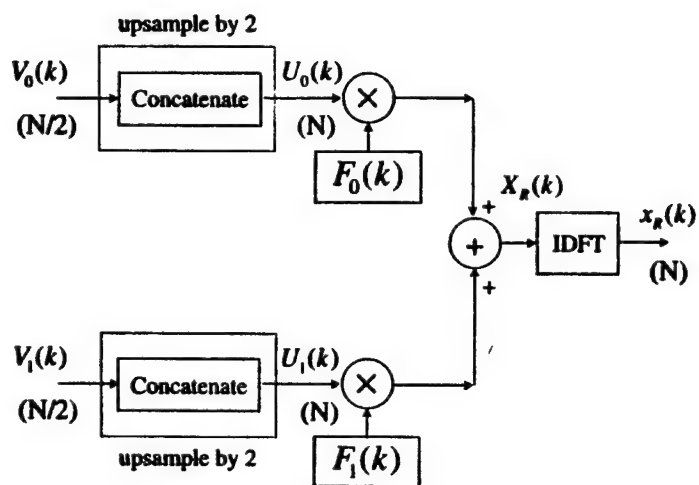 upsample by 2
V₀(k)
(N/2)
Concatenate
U₀(k)
(N)
×
F₀(k)
X_R(k)
+
+
+
IDFT
x_R(k)
(N)
V₁(k)
(N/2)
Concatenate
U₁(k)
(N)
×
F₁(k)
upsample by 2